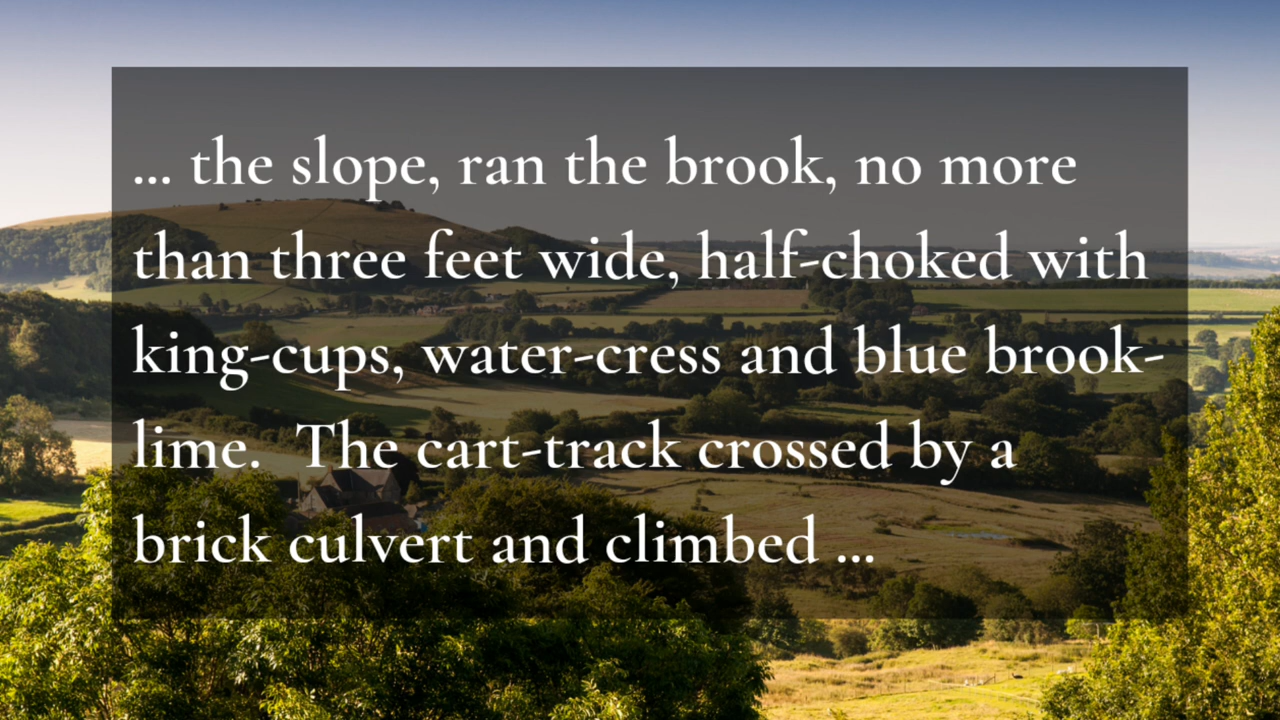 ... the slope, ran the brook, no more
than three feet wide, half-choked with
king-cups, water-cress and blue brook-
lime.  The cart-track crossed by a
brick culvert and climbed ...